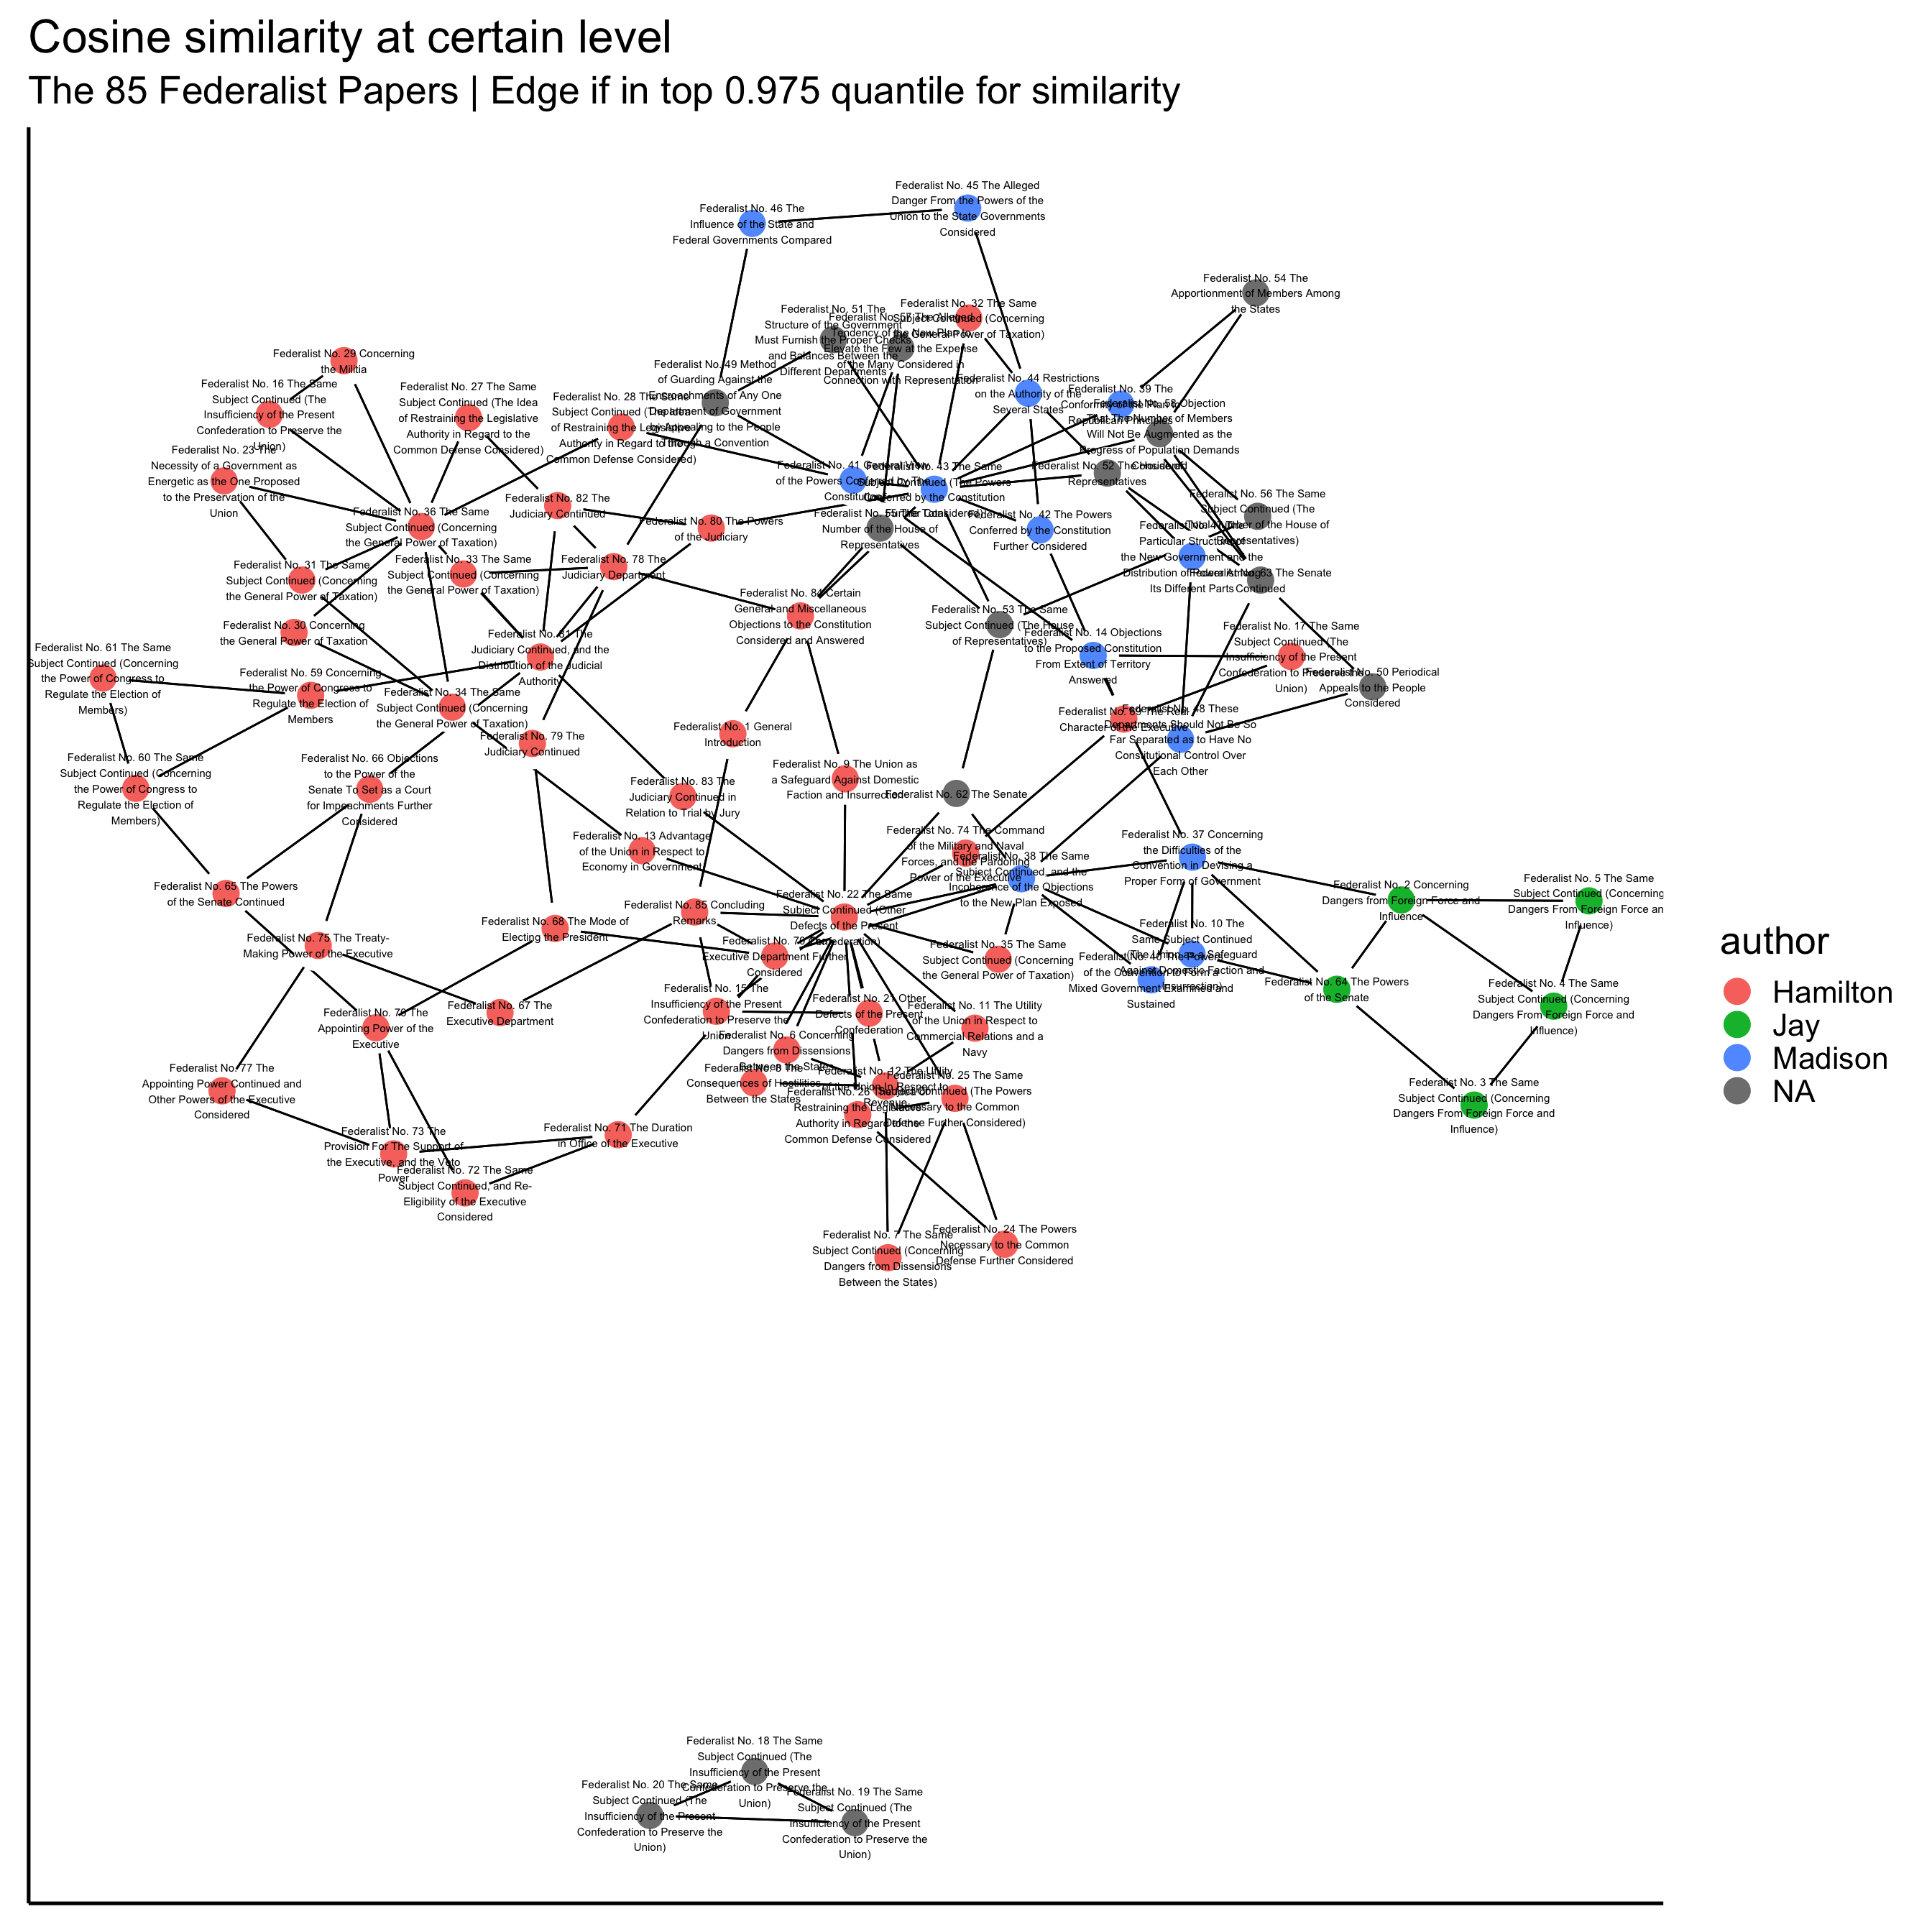 Cosine similarity at certain level
The 85 Federalist Papers | Edge if in top 0.975 quantile for similarity
Federalist No. 45 The Alleged
Danger From the Powers of the
Union to the State Governments
Considered
Federalist No. 46 The
Influence of the State and
Federal Governments Compared
Federalist No. 54 The
Apportionment of Members Among
the States
Federalist No. 51 The
Structure of the Government
Must Furnish the Proper Checks
and Balances Between the
Different Departments
Federalist No. 32 The Same
Subject Continued (Concerning
the General Power of Taxation)
Federalist No. 57 The Alleged
Tendency of the New Plan to
Elevate the Few at the Expense
of the Many Considered in
Connection with Representation
Federalist No. 29 Concerning
the Militia
Federalist No. 16 The Same
Subject Continued (The
Insufficiency of the Present
Confederation to Preserve the
Union)
Federalist No. 27 The Same
Subject Continued (The Idea
of Restraining the Legislative
Authority in Regard to the
Common Defense Considered)
Federalist No. 28 The Same
Subject Continued (The Idea
of Restraining the Legislative
Authority in Regard to the
Common Defense Considered)
Federalist No. 49 Method
of Guarding Against the
Encroachments of Any One
Department of Government
by Appealing to the People
Through a Convention
Federalist No. 44 Restrictions
on the Authority of the
Several States
Federalist No. 39 The
Conformity of the Plan to
Republican Principles
Federalist No. 58 Objection
That The Number of Members
Will Not Be Augmented as the
Progress of Population Demands
Considered
Federalist No. 23 The
Necessity of a Government as
Energetic as the One Proposed
to the Preservation of the
Union
Federalist No. 41 General View
of the Powers Conferred by The
Constitution
Federalist No. 43 The Same
Subject Continued (The Powers
Conferred by the Constitution
Further Considered)
Federalist No. 52 The House of
Representatives
Federalist No. 56 The Same
Subject Continued (The
Total Number of the House of
Representatives)
Federalist No. 36 The Same
Subject Continued (Concerning
the General Power of Taxation)
Federalist No. 82 The
Judiciary Continued
Federalist No. 80 The Powers
of the Judiciary
Federalist No. 55 The Total
Number of the House of
Representatives
Federalist No. 42 The Powers
Conferred by the Constitution
Further Considered
Federalist No. 47 The
Particular Structure of
the New Government and the
Distribution of Power Among
Its Different Parts
Federalist No. 63 The Senate
Continued
Federalist No. 31 The Same
Subject Continued (Concerning
the General Power of Taxation)
Federalist No. 33 The Same
Subject Continued (Concerning
the General Power of Taxation)
Federalist No. 78 The
Judiciary Department
Federalist No. 84 Certain
General and Miscellaneous
Objections to the Constitution
Considered and Answered
Federalist No. 53 The Same
Subject Continued (The House
of Representatives)
Federalist No. 30 Concerning
the General Power of Taxation
Federalist No. 81 The
Judiciary Continued, and the
Distribution of the Judicial
Authority
Federalist No. 14 Objections
to the Proposed Constitution
From Extent of Territory
Answered
Federalist No. 17 The Same
Subject Continued (The
Insufficiency of the Present
Confederation to Preserve the
Union)
Federalist No. 50 Periodical
Appeals to the People
Considered
Federalist No. 61 The Same
Subject Continued (Concerning
the Power of Congress to
Regulate the Election of
Members)
Federalist No. 59 Concerning
the Power of Congress to
Regulate the Election of
Members
Federalist No. 34 The Same
Subject Continued (Concerning
the General Power of Taxation)
Federalist No. 69 The Real
Character of the Executive
Federalist No. 48 These
Departments Should Not Be So
Far Separated as to Have No
Constitutional Control Over
Each Other
Federalist No. 79 The
Judiciary Continued
Federalist No. 1 General
Introduction
Federalist No. 60 The Same
Subject Continued (Concerning
the Power of Congress to
Regulate the Election of
Members)
Federalist No. 66 Objections
to the Power of the
Senate To Set as a Court
for Impeachments Further
Considered
Federalist No. 83 The
Judiciary Continued in
Relation to Trial by Jury
Federalist No. 9 The Union as
a Safeguard Against Domestic
Faction and Insurrection
Federalist No. 62 The Senate
Federalist No. 13 Advantage
of the Union in Respect to
Economy in Government
Federalist No. 74 The Command
of the Military and Naval
Forces, and the Pardoning
Power of the Executive
Federalist No. 38 The Same
Subject Continued, and the
Incoherence of the Objections
to the New Plan Exposed
Federalist No. 37 Concerning
the Difficulties of the
Convention in Devising a
Proper Form of Government
Federalist No. 65 The Powers
of the Senate Continued
Federalist No. 22 The Same
Subject Continued (Other
Defects of the Present
Confederation)
Federalist No. 2 Concerning
Dangers from Foreign Force and
Influence
Federalist No. 5 The Same
Subject Continued (Concerning
Dangers From Foreign Force an
Influence)
Federalist No. 85 Concluding
Remarks
Federalist No. 68 The Mode of
Electing the President
Federalist No. 75 The Treaty-
Making Power of the Executive
Federalist No. 70
Executive Department Further
Considered
Federalist No. 35 The Same
Subject Continued (Concerning
the General Power of Taxation)
Federalist No. 10 The
Same Subject Continued
(The Union as a Safeguard
Against Domestic Faction and
Insurrection)
Federalist No. 40 The Powers
of the Convention to Form a
Mixed Government Examined and
Sustained
Federalist No. 64 The Powers
of the Senate
Federalist No. 4 The Same
Subject Continued (Concerning
Dangers From Foreign Force and
Influence)
Federalist No. 15 The
Insufficiency of the Present
Confederation to Preserve the
Union
Federalist No. 21 Other
Defects of the Present
Confederation
Federalist No. 11 The Utility
of the Union in Respect to
Commercial Relations and a
Navy
Federalist No. 67 The
Executive Department
Federalist No. 76 The
Appointing Power of the
Executive
Federalist No. 6 Concerning
Dangers from Dissensions
Between the States
Federalist No. 8 The
Consequences of Hostilities
Between the States
Federalist No. 12 The Utility
of the Union In Respect to
Revenue
Federalist No. 25 The Same
Subject Continued (The Powers
Necessary to the Common
Defense Further Considered)
Federalist No. 26
Restraining the Legislative
Authority in Regard to the
Common Defense Considered
Federalist No. 77 The
Appointing Power Continued and
Other Powers of the Executive
Considered
Federalist No. 3 The Same
Subject Continued (Concerning
Dangers From Foreign Force and
Influence)
Federalist No. 71 The Duration
in Office of the Executive
Federalist No. 73 The
Provision For The Support of
the Executive, and the Veto
Power
Federalist No. 72 The Same
Subject Continued, and Re-
Eligibility of the Executive
Considered
Federalist No. 7 The Same
Subject Continued (Concerning
Dangers from Dissensions
Between the States)
Federalist No. 24 The Powers
Necessary to the Common
Defense Further Considered
Federalist No. 18 The Same
Subject Continued (The
Insufficiency of the Present
Confederation to Preserve the
Union)
Federalist No. 20 The Same
Subject Continued (The
Insufficiency of the Present
Confederation to Preserve the
Union)
Federalist No. 19 The Same
Subject Continued (The
Insufficiency of the Present
Confederation to Preserve the
Union)
author
Hamilton
Jay
Madison
NA